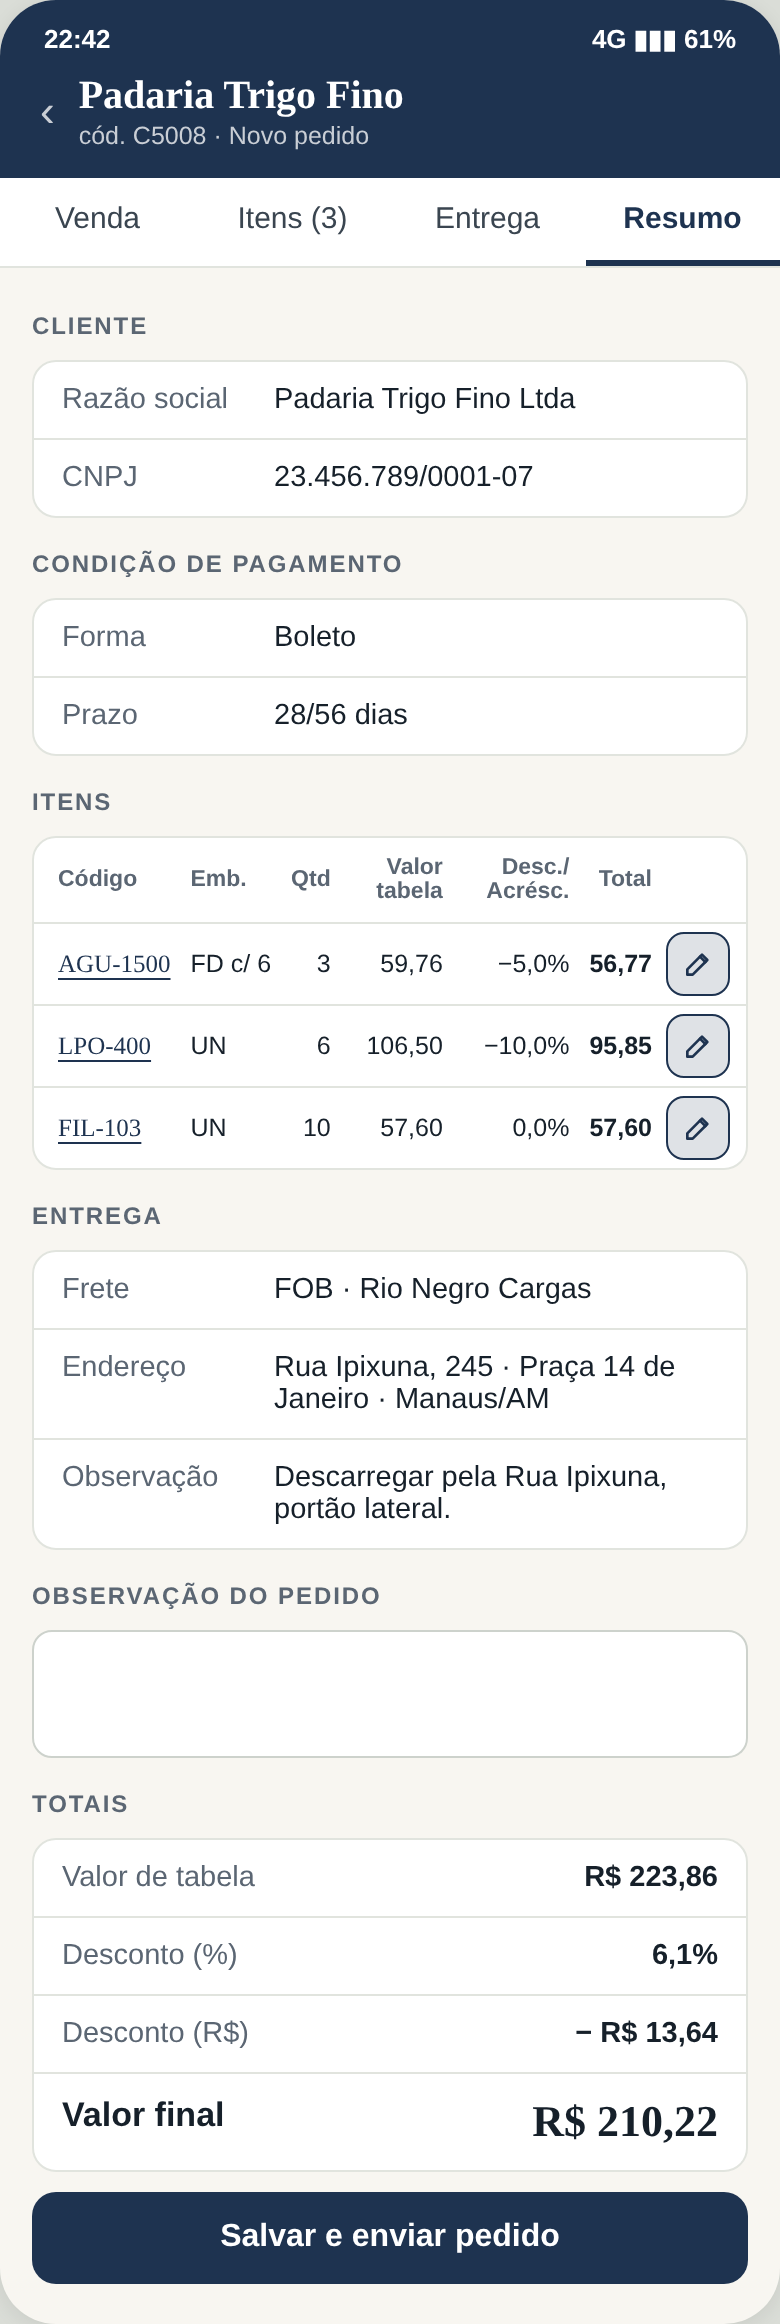 22:42 4G 61%
‹ Padaria Trigo Fino
cód. C5008 · Novo pedido
Venda Itens (3) Entrega Resumo
CLIENTE
Razão social Padaria Trigo Fino Ltda
CNPJ 23.456.789/0001-07
CONDIÇÃO DE PAGAMENTO
Forma Boleto
Prazo 28/56 dias
ITENS
Código Emb. Qtd Valor tabela Desc./ Acrésc. Total
AGU-1500 FD c/ 6 3 59,76 −5,0% 56,77
LPO-400 UN 6 106,50 −10,0% 95,85
FIL-103 UN 10 57,60 0,0% 57,60
ENTREGA
Frete FOB · Rio Negro Cargas
Endereço Rua Ipixuna, 245 · Praça 14 de
Janeiro · Manaus/AM
Observação Descarregar pela Rua Ipixuna,
portão lateral.
OBSERVAÇÃO DO PEDIDO
TOTAIS
Valor de tabela R$ 223,86
Desconto (%) 6,1%
Desconto (R$) − R$ 13,64
Valor final R$ 210,22
Salvar e enviar pedido